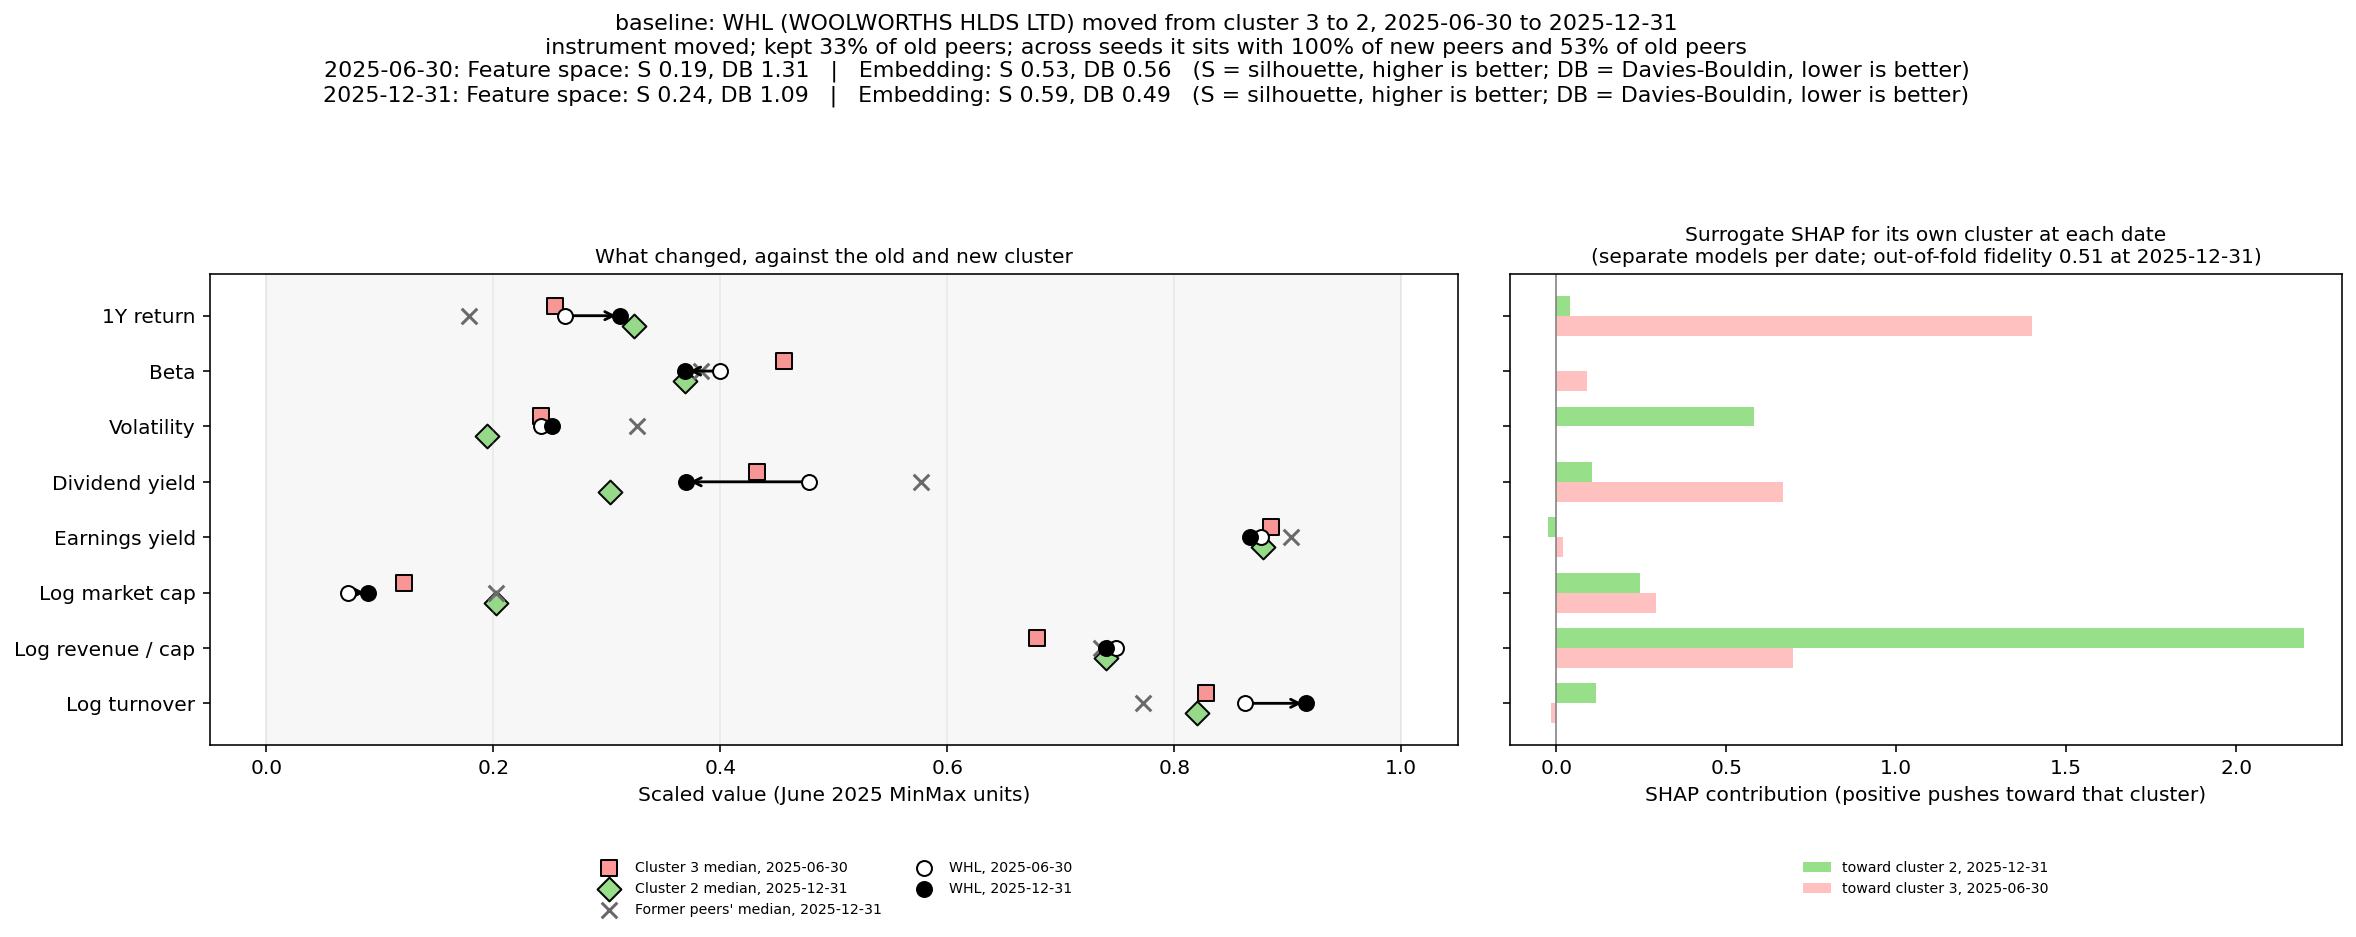 baseline: WHL (WOOLWORTHS HLDS LTD) moved from cluster 3 to 2, 2025-06-30 to 2025-12-31
instrument moved; kept 33% of old peers; across seeds it sits with 100% of new peers and 53% of old peers
2025-06-30: Feature space: S 0.19, DB 1.31 | Embedding: S 0.53, DB 0.56 (S = silhouette, higher is better; DB = Davies-Bouldin, lower is better)
2025-12-31: Feature space: S 0.24, DB 1.09 | Embedding: S 0.59, DB 0.49 (S = silhouette, higher is better; DB = Davies-Bouldin, lower is better)
What changed, against the old and new cluster
1Y return
Beta
Volatility
Dividend yield
Earnings yield
Log market cap
Log revenue / cap
Log turnover
0.0 0.2 0.4 0.6 0.8 1.0
Scaled value (June 2025 MinMax units)
Cluster 3 median, 2025-06-30
Cluster 2 median, 2025-12-31
Former peers' median, 2025-12-31
WHL, 2025-06-30
WHL, 2025-12-31
Surrogate SHAP for its own cluster at each date
(separate models per date; out-of-fold fidelity 0.51 at 2025-12-31)
0.0 0.5 1.0 1.5 2.0
SHAP contribution (positive pushes toward that cluster)
toward cluster 2, 2025-12-31
toward cluster 3, 2025-06-30